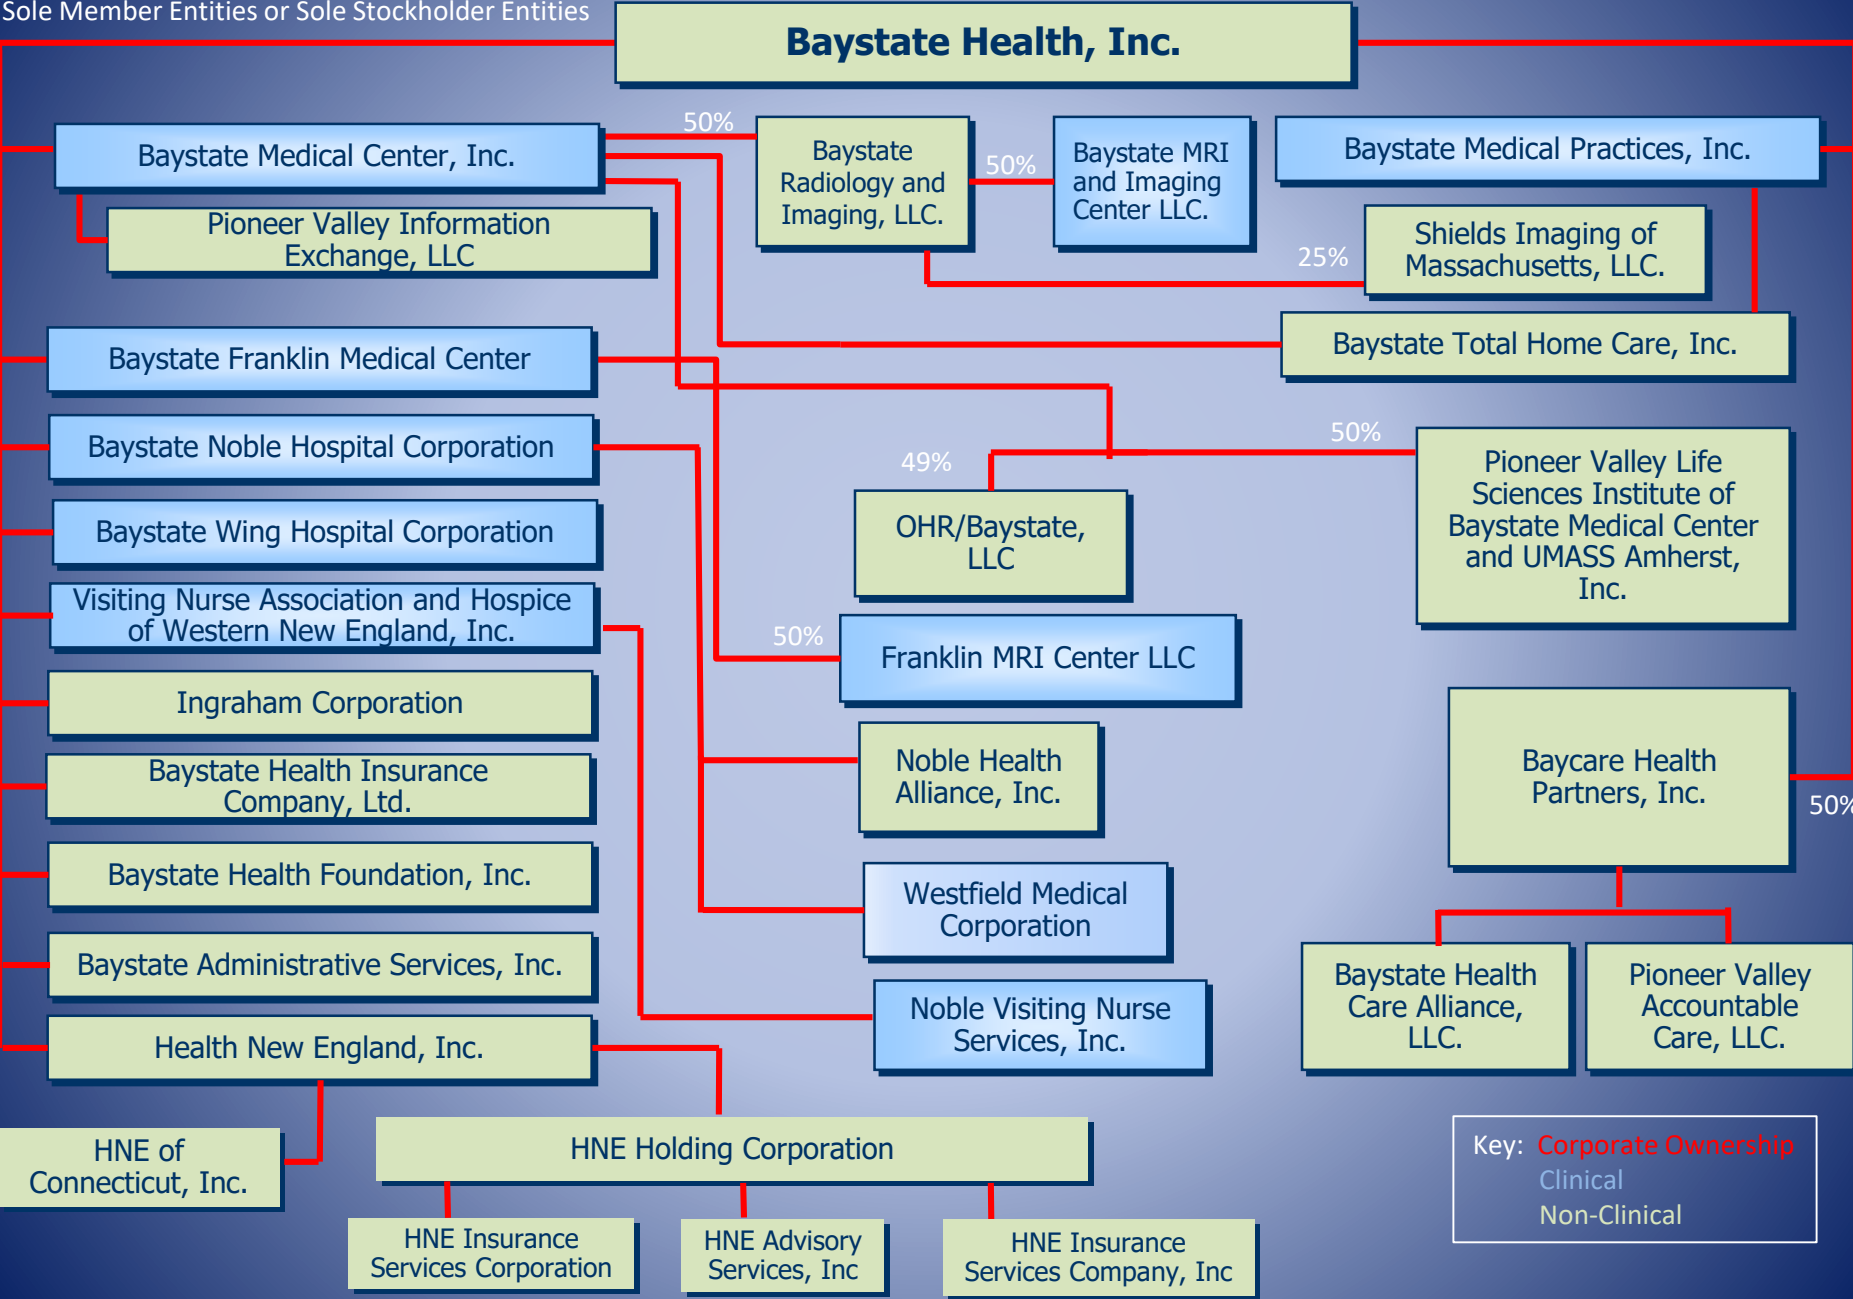 Sole Member Entities or Sole Stockholder Entities
Baystate Health, Inc.
Baystate Medical Center, Inc.
50%
Baystate
Radiology and
Imaging, LLC.
50%
Baystate MRI
and Imaging
Center LLC.
Baystate Medical Practices, Inc.
Pioneer Valley Information
Exchange, LLC
25%
Shields Imaging of
Massachusetts, LLC.
Baystate Total Home Care, Inc.
Baystate Franklin Medical Center
Baystate Noble Hospital Corporation
49%
50%
Pioneer Valley Life
Sciences Institute of
Baystate Medical Center
and UMASS Amherst,
Inc.
OHR/Baystate,
LLC
Baystate Wing Hospital Corporation
Visiting Nurse Association and Hospice
of Western New England, Inc.
50%
Franklin MRI Center LLC
Ingraham Corporation
Noble Health
Alliance, Inc.
Baycare Health
Partners, Inc.
50%
Baystate Health Insurance
Company, Ltd.
Baystate Health Foundation, Inc.
Westfield Medical
Corporation
Baystate Administrative Services, Inc.
Noble Visiting Nurse
Services, Inc.
Baystate Health
Care Alliance,
LLC.
Pioneer Valley
Accountable
Care, LLC.
Health New England, Inc.
HNE of
Connecticut, Inc.
HNE Holding Corporation
HNE Insurance
Services Corporation
HNE Advisory
Services, Inc
HNE Insurance
Services Company, Inc
Key: Corporate Ownership
Clinical
Non-Clinical